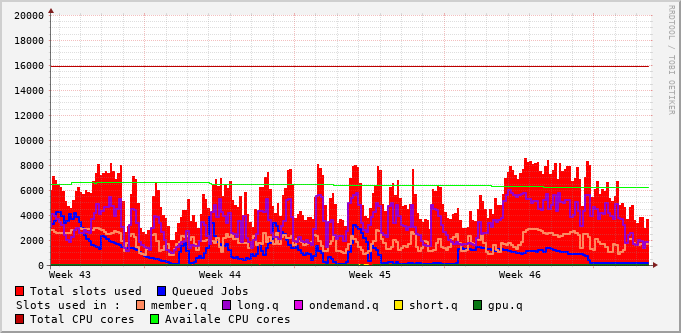 20000
18000
16000
14000
12000
10000
8000
6000
4000
2000
0
Week 43 Week 44 Week 45 Week 46
RRDTOOL / TOBI OETIKER
Total slots used Queued Jobs
Slots used in : member.q long.q ondemand.q short.q gpu.q
Total CPU cores Availale CPU cores